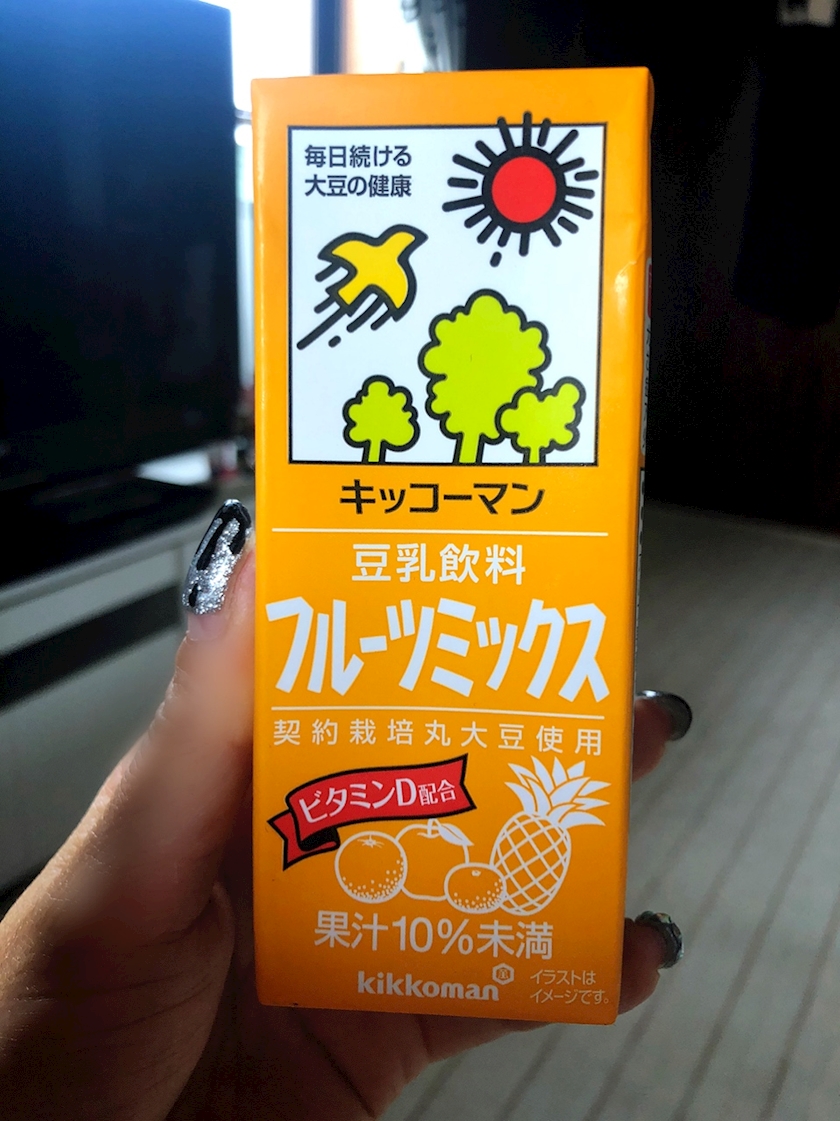 毎日続ける
大豆の健康
キッコーマン
豆乳飲料
フルーツミックス
契約栽培丸大豆使用
ビタミンD配合
果汁10%未満
kikkoman
イラストは
イメージです。